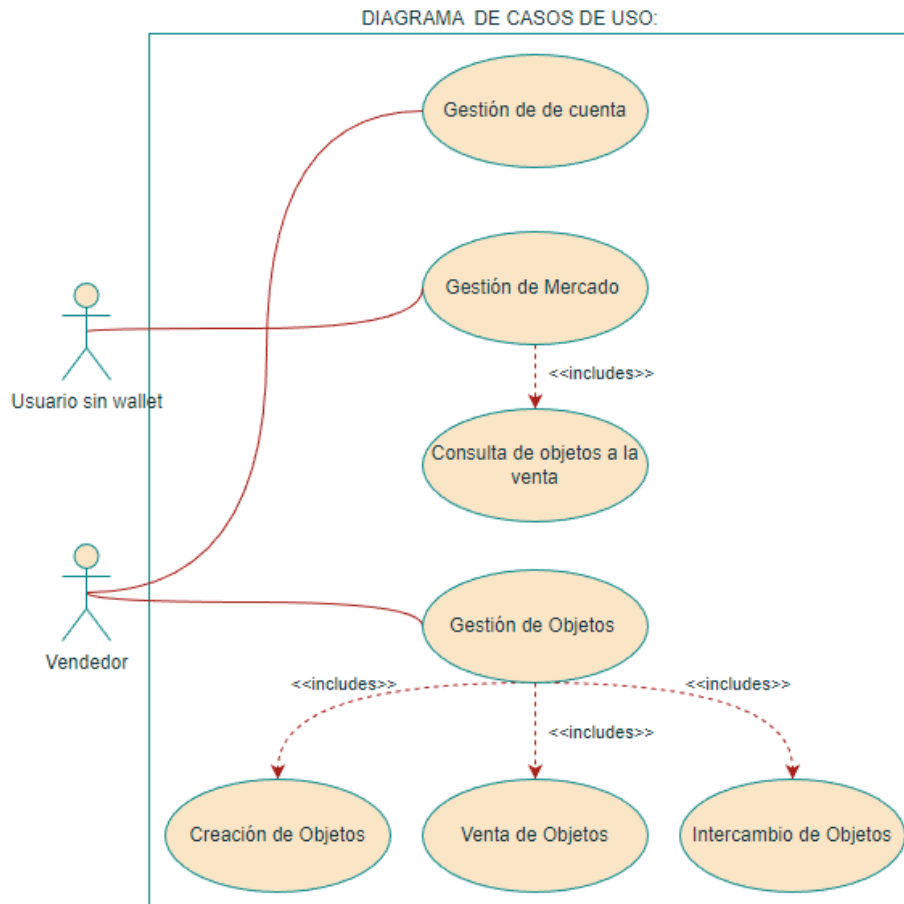 DIAGRAMA DE CASOS DE USO:
Gestión de de cuenta
Gestión de Mercado
<<includes>>
Usuario sin wallet
Consulta de objetos a la
venta
Gestión de Objetos
Vendedor
<<includes>>
<<includes>>
<<includes>>
Creación de Objetos
Venta de Objetos
Intercambio de Objetos